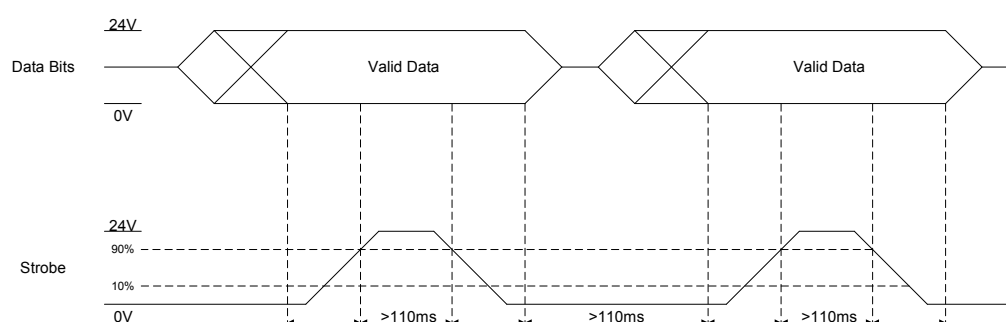 24V
Data Bits
Valid Data
Valid Data
0V
24V
90%
Strobe
10%
0V
>110ms
>110ms
>110ms